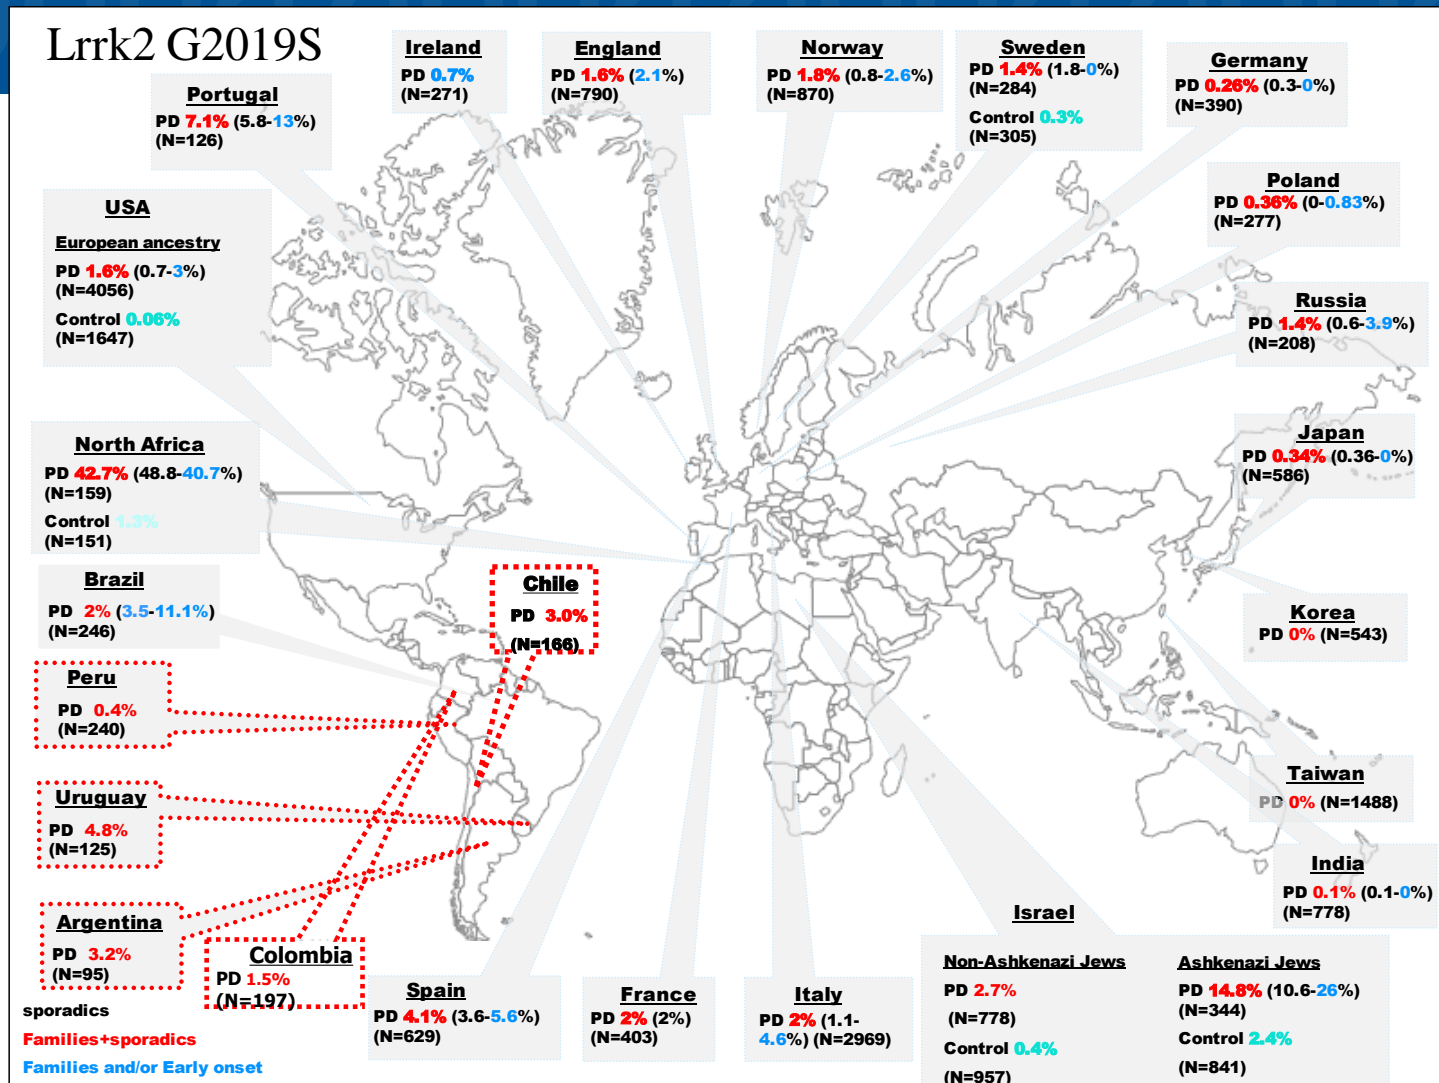 Lrrk2 G2019S
Ireland
PD 0.7%
(N=271)
England
PD 1.6% (2.1%)
(N=790)
Norway
PD 1.8% (0.8-2.6%)
(N=870)
Sweden
PD 1.4% (1.8-0%)
(N=284)
Control 0.3%
(N=305)
Germany
PD 0.26% (0.3-0%)
(N=390)
Portugal
PD 7.1% (5.8-13%)
(N=126)
Poland
PD 0.36% (0-0.83%)
(N=277)
USA
European ancestry
PD 1.6% (0.7-3%)
(N=4056)
Control 0.06%
(N=1647)
Russia
PD 1.4% (0.6-3.9%)
(N=208)
North Africa
PD 42.7% (48.8-40.7%)
(N=159)
Control 1.3%
(N=151)
Japan
PD 0.34% (0.36-0%)
(N=586)
Brazil
PD 2% (3.5-11.1%)
(N=246)
Chile
PD 3.0%
(N=166)
Korea
PD 0% (N=543)
Peru
PD 0.4%
(N=240)
Taiwan
PD 0% (N=1488)
Uruguay
PD 4.8%
(N=125)
India
PD 0.1% (0.1-0%)
(N=778)
Argentina
PD 3.2%
(N=95)
Colombia
PD 1.5%
(N=197)
Spain
PD 4.1% (3.6-5.6%)
(N=629)
France
PD 2% (2%)
(N=403)
Italy
PD 2% (1.1-
4.6%) (N=2969)
Israel
Non-Ashkenazi Jews
PD 2.7%
(N=778)
Control 0.4%
(N=957)
Ashkenazi Jews
PD 14.8% (10.6-26%)
(N=344)
Control 2.4%
(N=841)
sporadics
Families+sporadics
Families and/or Early onset